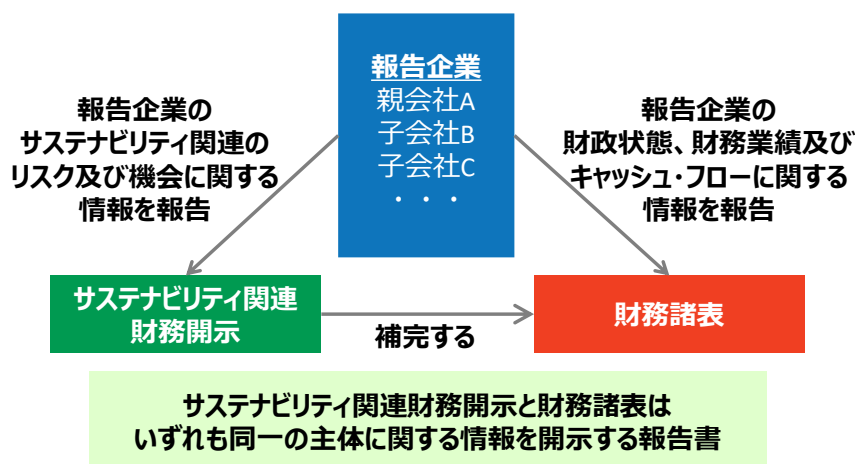 報告企業
親会社A
子会社B
子会社C
・・・
報告企業の
サステナビリティ関連の
リスク及び機会に関する
情報を報告
報告企業の
財政状態、財務業績及び
キャッシュ・フローに関する
情報を報告
サステナビリティ関連
財務開示
補完する
財務諸表
サステナビリティ関連財務開示と財務諸表は
いずれも同一の主体に関する情報を開示する報告書